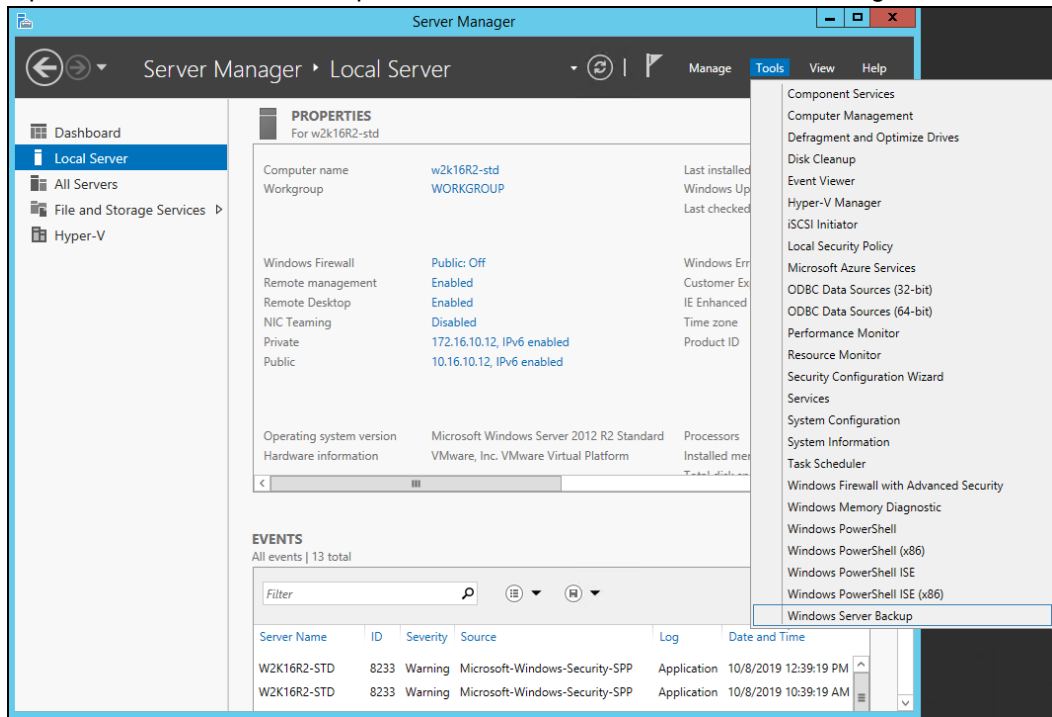 Server Manager
Server Manager • Local Server
Manage Tools View Help
Dashboard
Local Server
All Servers
File and Storage Services
Hyper-V
PROPERTIES
For w2k16R2-std
Computer name w2k16R2-std Last installed
Workgroup WORKGROUP Windows Up
Last checked
Windows Firewall Public: Off Windows Err
Remote management Enabled Customer Ex
Remote Desktop Enabled IE Enhanced
NIC Teaming Disabled Time zone
Private 172.16.10.12, IPv6 enabled Product ID
Public 10.16.10.12, IPv6 enabled
Operating system version Microsoft Windows Server 2012 R2 Standard Processors
Hardware information VMware, Inc. VMware Virtual Platform Installed mer
EVENTS
All events | 13 total
Filter
Server Name ID Severity Source Log Date and Time
W2K16R2-STD 8233 Warning Microsoft-Windows-Security-SPP Application 10/8/2019 12:39:19 PM
W2K16R2-STD 8233 Warning Microsoft-Windows-Security-SPP Application 10/8/2019 10:39:19 AM
Component Services
Computer Management
Defragment and Optimize Drives
Disk Cleanup
Event Viewer
Hyper-V Manager
iSCSI Initiator
Local Security Policy
Microsoft Azure Services
ODBC Data Sources (32-bit)
ODBC Data Sources (64-bit)
Performance Monitor
Resource Monitor
Security Configuration Wizard
Services
System Configuration
System Information
Task Scheduler
Windows Firewall with Advanced Security
Windows Memory Diagnostic
Windows PowerShell
Windows PowerShell (x86)
Windows PowerShell ISE
Windows PowerShell ISE (x86)
Windows Server Backup